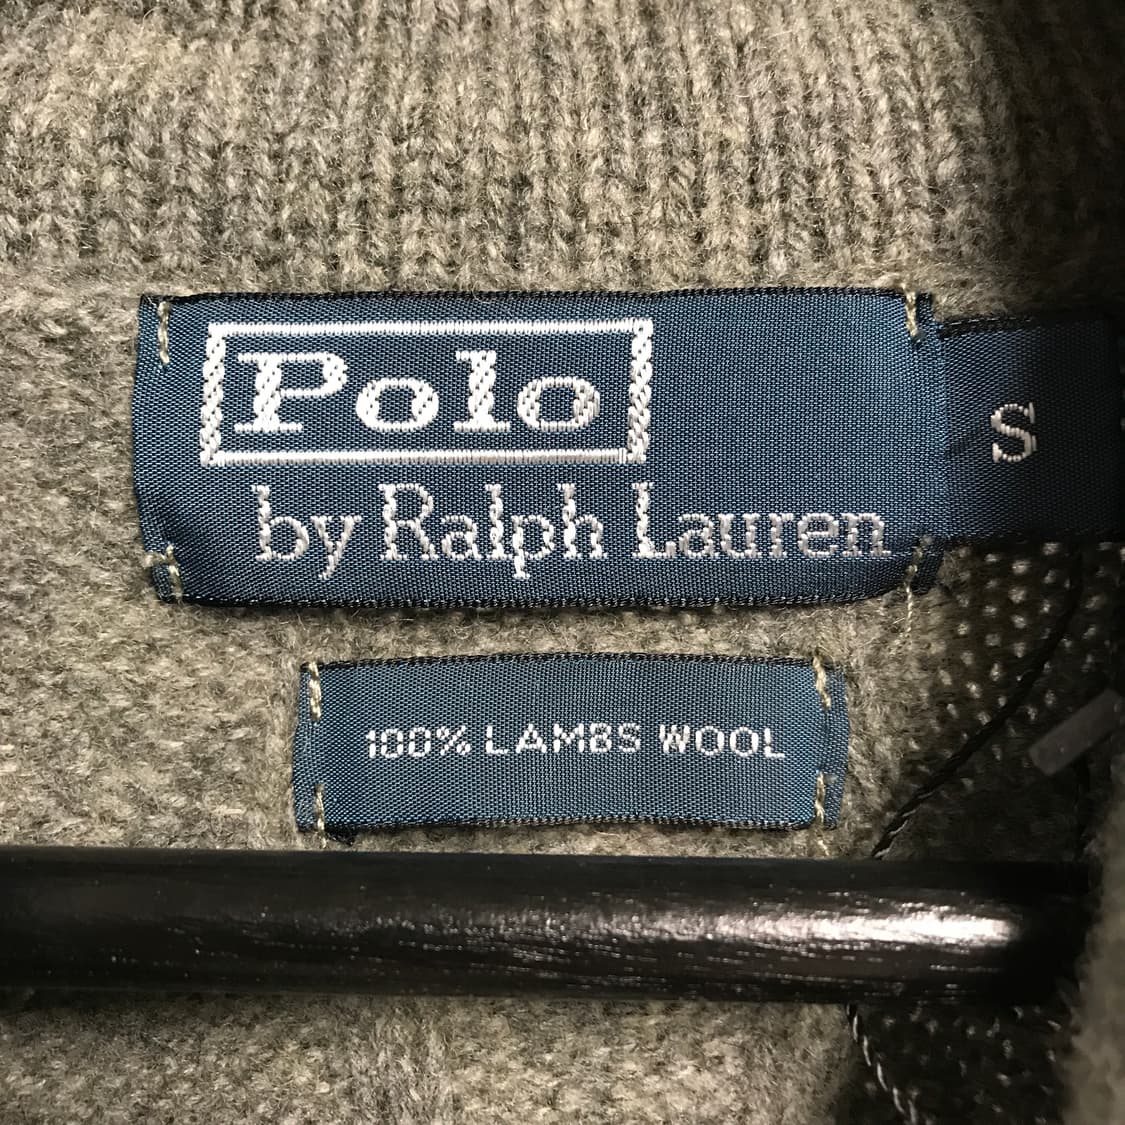 Polo
by Ralph Lauren
S
100% LAMBS WOOL